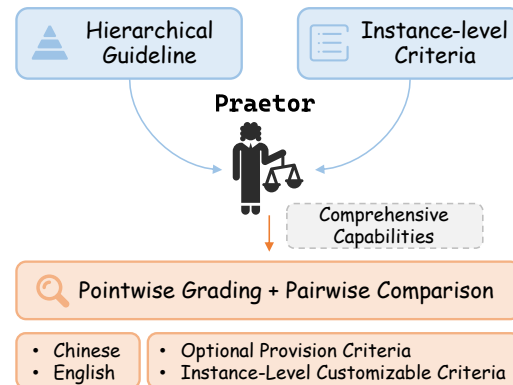 Hierarchical
Guideline
Instance-level
Criteria
Praetor
Comprehensive
Capabilities
Pointwise Grading + Pairwise Comparison
• Chinese
• English
• Optional Provision Criteria
• Instance-Level Customizable Criteria